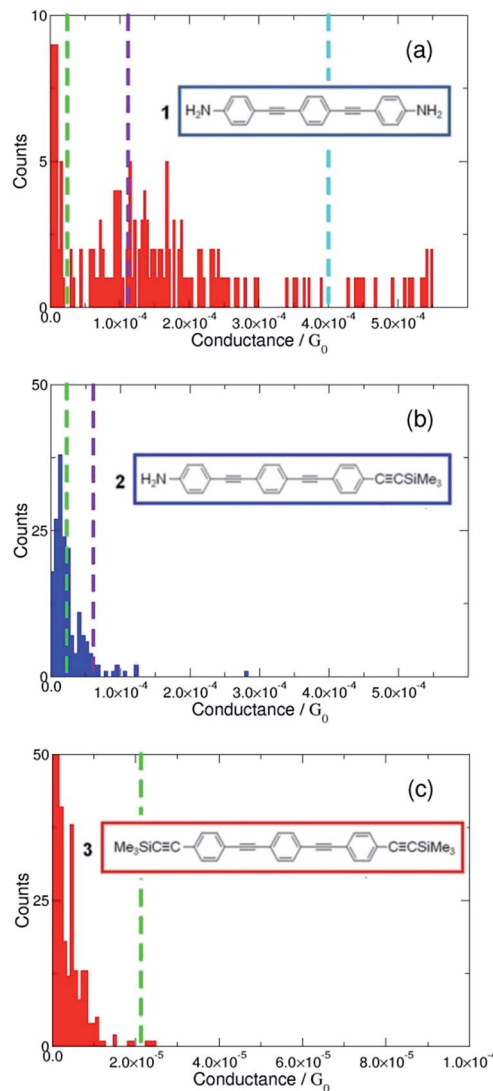 10
(a)
1 H₂N NH₂
5
Counts
0
0.0 1.0×10⁻⁴ 2.0×10⁻⁴ 3.0×10⁻⁴ 4.0×10⁻⁴ 5.0×10⁻⁴
Conductance / G₀
50
(b)
2 H₂N C≡CSiMe₃
25
Counts
0
0.0 1.0×10⁻⁴ 2.0×10⁻⁴ 3.0×10⁻⁴ 4.0×10⁻⁴ 5.0×10⁻⁴
Conductance / G₀
50
(c)
3 Me₃SiC≡C C≡CSiMe₃
25
Counts
0
0.0 2.0×10⁻⁵ 5.0×10⁻⁵ 6.0×10⁻⁵ 8.0×10⁻⁵ 1.0×10⁻⁴
Conductance / G₀